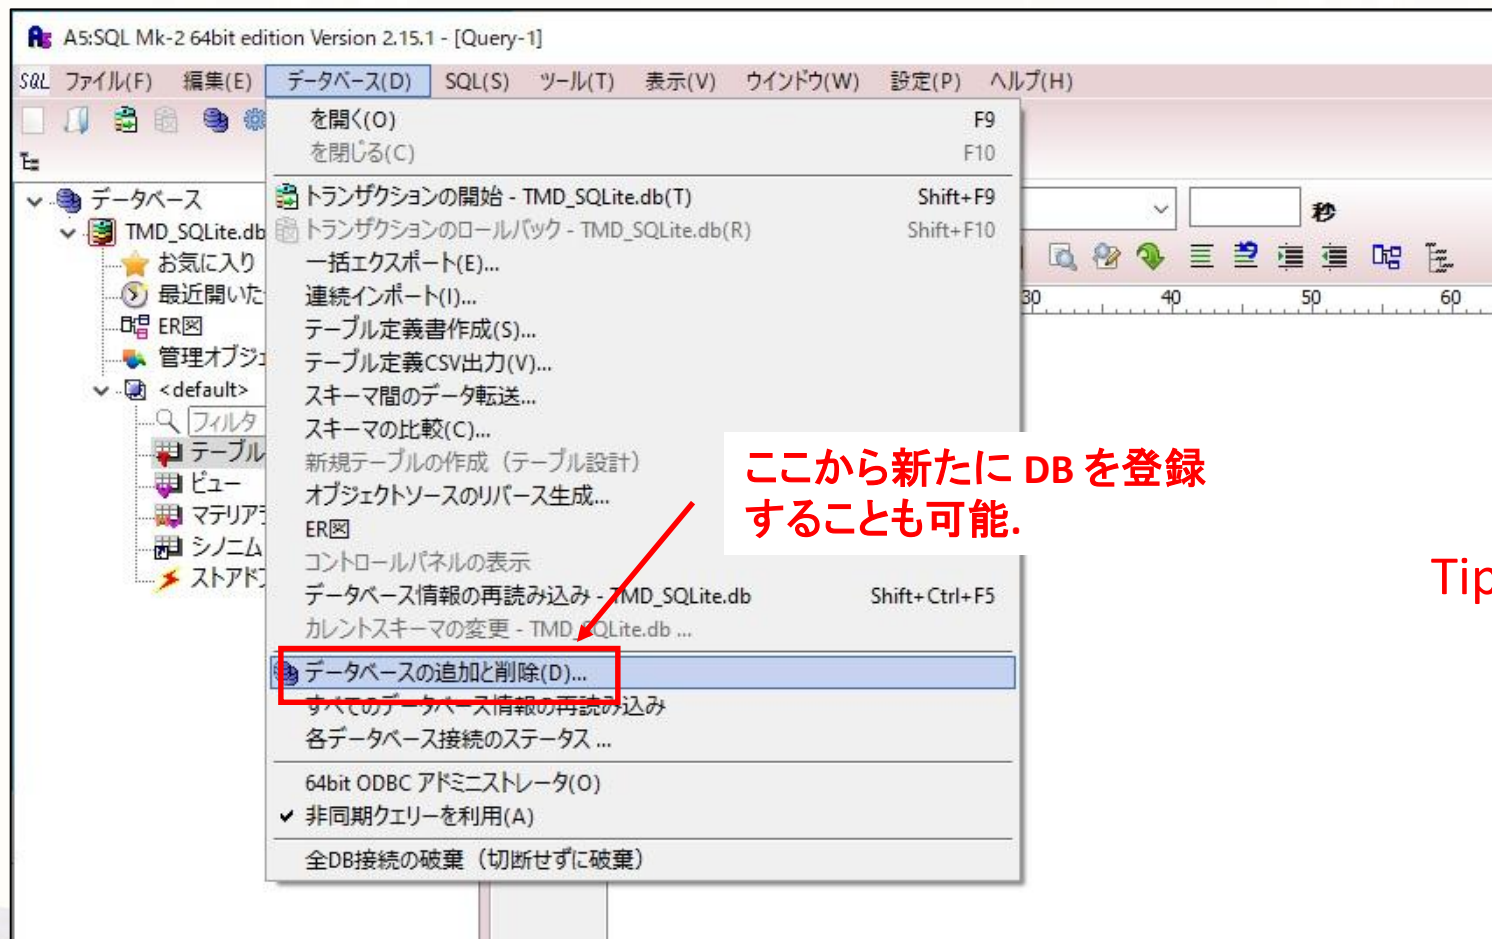 A5:SQL Mk-2 64bit edition Version 2.15.1 - [Query-1]
SQL ファイル(F) 編集(E) データベース(D) SQL(S) ツール(T) 表示(V) ウインドウ(W) 設定(P) ヘルプ(H)
を開く(O) F9
を閉じる(C) F10
トランザクションの開始 - TMD_SQLite.db(T) Shift+F9
トランザクションのロールバック - TMD_SQLite.db(R) Shift+F10
一括エクスポート(E)...
連続インポート(I)...
テーブル定義書作成(S)...
テーブル定義CSV出力(V)...
スキーマ間のデータ転送...
スキーマの比較(C)...
新規テーブルの作成（テーブル設計）
オブジェクトソースのリバース生成...
ER図
コントロールパネルの表示
データベース情報の再読み込み - TMD_SQLite.db Shift+Ctrl+F5
カレントスキーマの変更 - TMD_SQLite.db ...
データベースの追加と削除(D)...
すべてのデータベース情報の再読み込み
各データベース接続のステータス ...
64bit ODBC アドミニストレータ(O)
非同期クエリーを利用(A)
全DB接続の破棄（切断せずに破棄）
データベース
TMD_SQLite.db
お気に入り
最近開いた
ER図
管理オブジェ
<default>
フィルタ
テーブル
ビュー
マテリアラ
シノニム
ストアドプ
秒
30 40 50 60
ここから新たに DB を登録
することも可能.
Tip